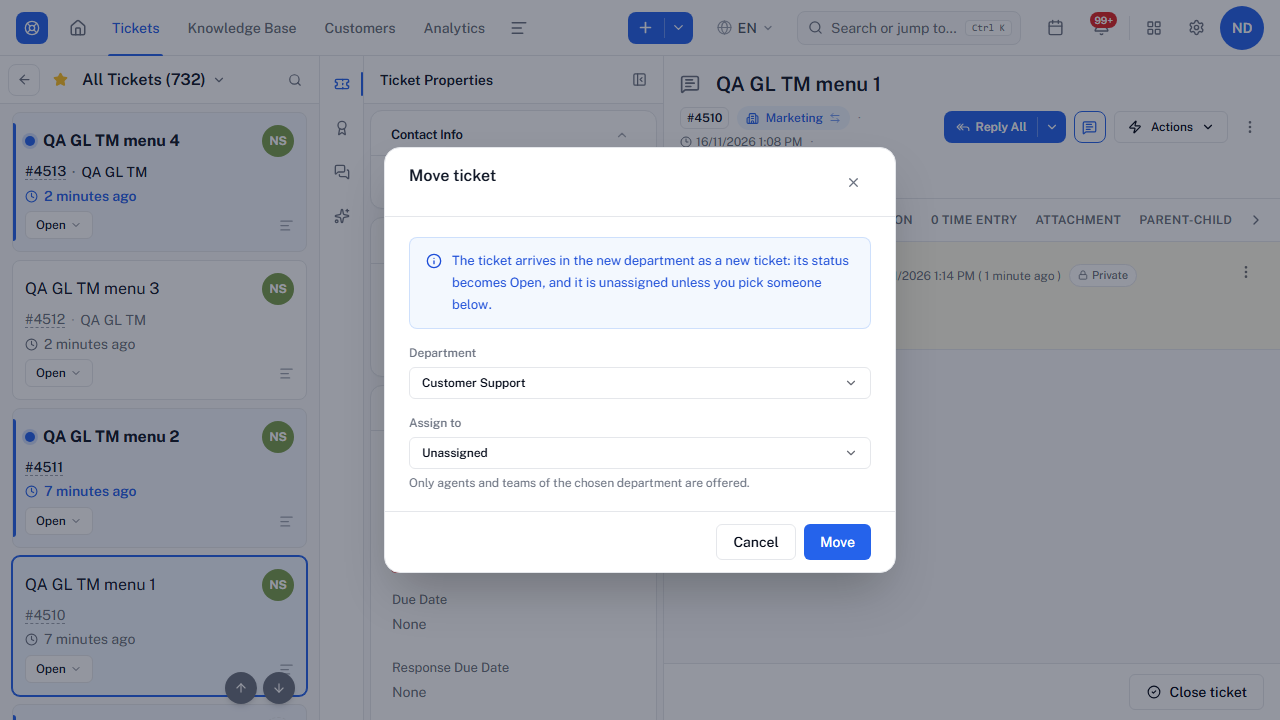 Tickets
Knowledge Base
Customers
Analytics
EN
Search or jump to...
Ctrl K
99+
ND
All Tickets (732)
QA GL TM menu 4
NS
#4513 · QA GL TM
2 minutes ago
Open
QA GL TM menu 3
NS
#4512 · QA GL TM
2 minutes ago
Open
QA GL TM menu 2
NS
#4511
7 minutes ago
Open
QA GL TM menu 1
NS
#4510
7 minutes ago
Open
Ticket Properties
Contact Info
Due Date
None
Response Due Date
None
QA GL TM menu 1
#4510
Marketing
16/11/2026 1:08 PM
Reply All
Actions
ON
0 TIME ENTRY
ATTACHMENT
PARENT-CHILD
/2026 1:14 PM ( 1 minute ago )
Private
Close ticket
Move ticket
The ticket arrives in the new department as a new ticket: its status
becomes Open, and it is unassigned unless you pick someone
below.
Department
Customer Support
Assign to
Unassigned
Only agents and teams of the chosen department are offered.
Cancel
Move